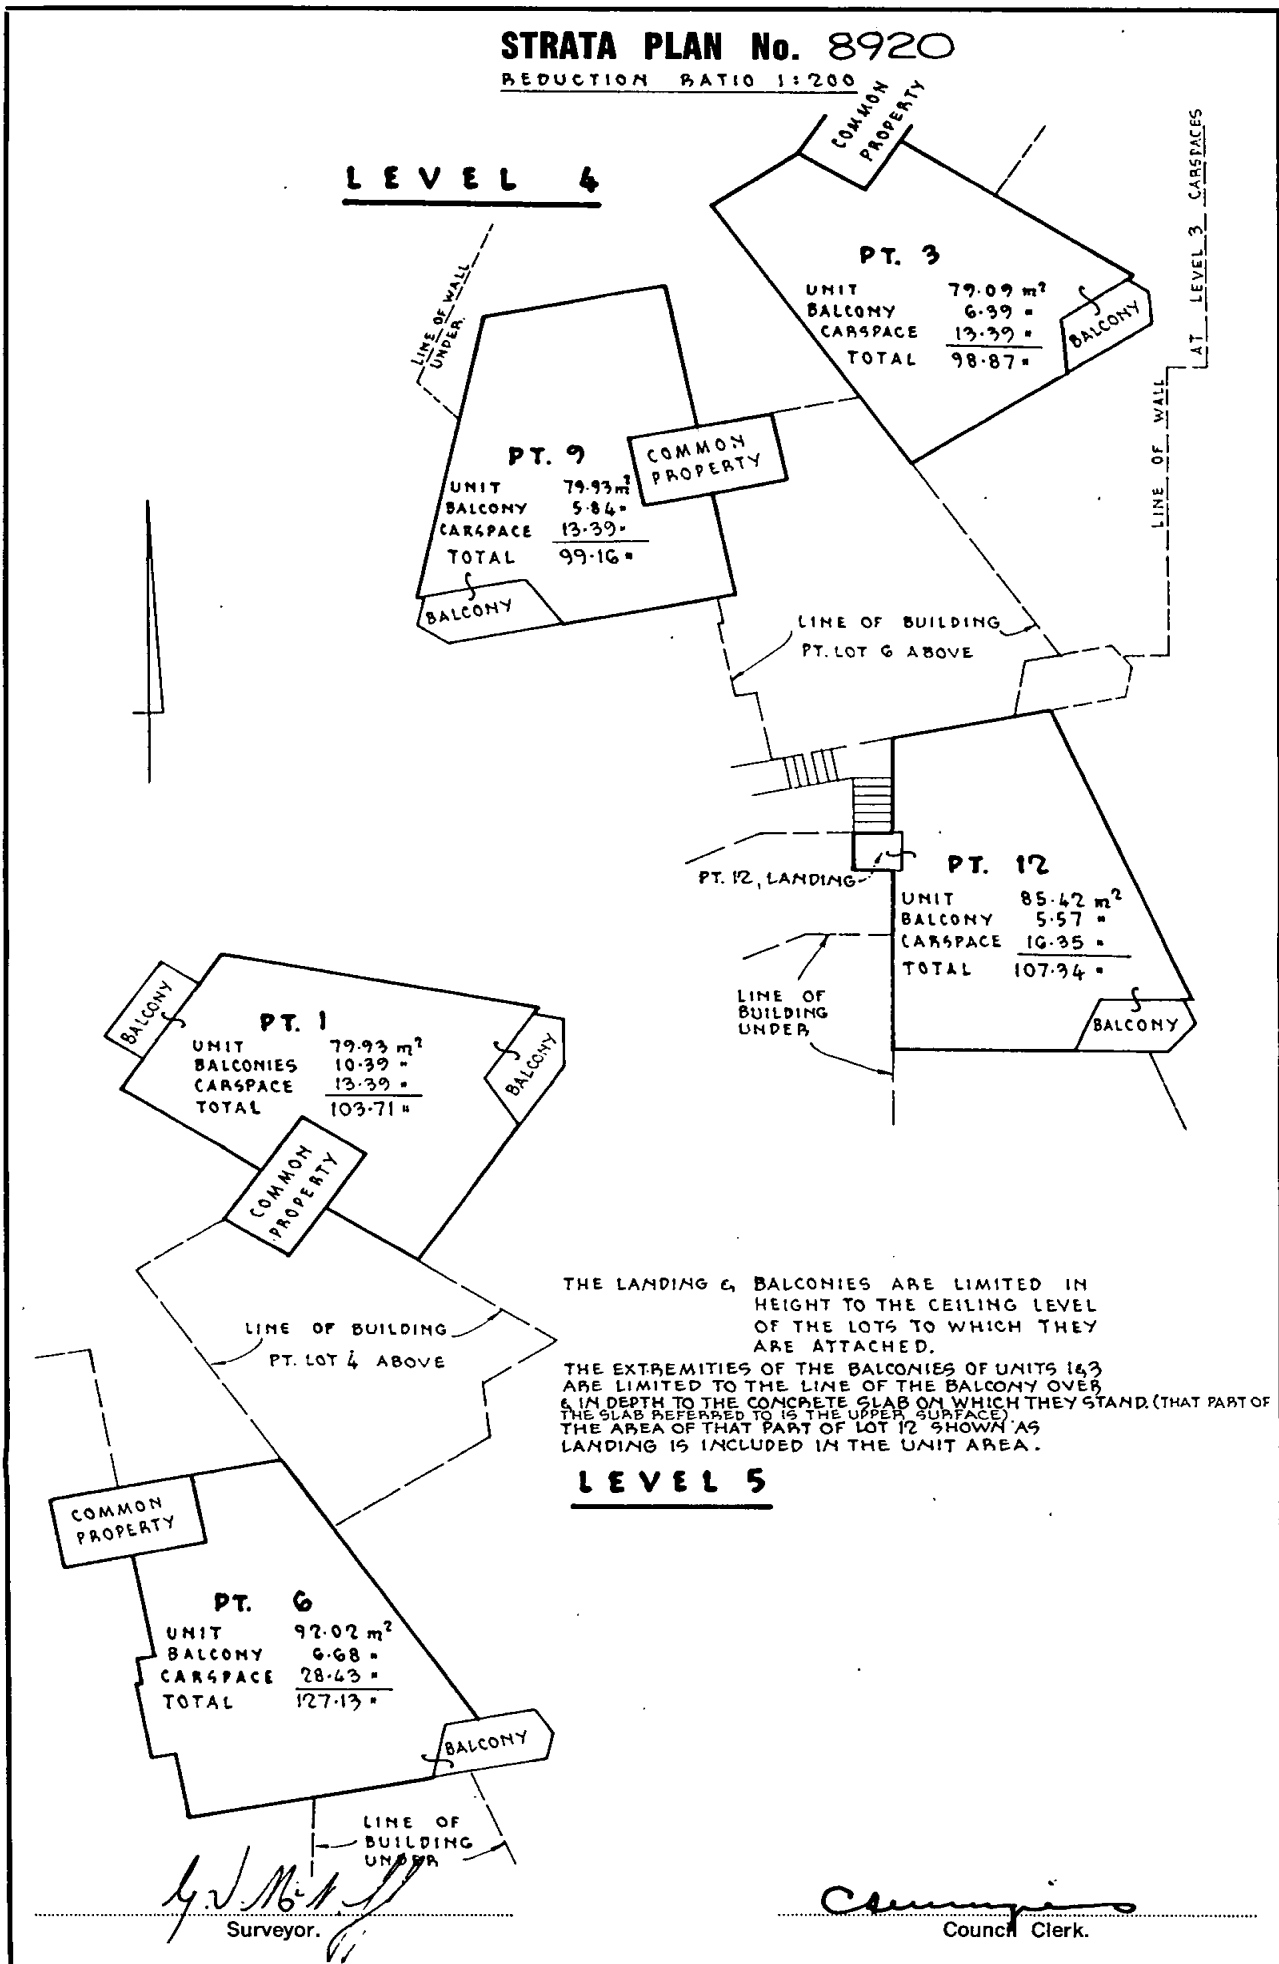 STRATA PLAN No. 8920
REDUCTION RATIO 1:200
LEVEL 4
COMMON
PROPERTY
PT. 3
UNIT 79.09 m²
BALCONY 6.39 "
CARSPACE 13.39 "
TOTAL 98.87 "
BALCONY
AT LEVEL 3 CARSPACES
LINE OF WALL
LINE OF WALL
UNDER.
PT. 9
UNIT 79.93 m²
BALCONY 5.84 "
CARSPACE 13.39 "
TOTAL 99.16 "
BALCONY
COMMON
PROPERTY
LINE OF BUILDING
PT. LOT 6 ABOVE
PT. 12, LANDING
PT. 12
UNIT 85.42 m²
BALCONY 5.57 "
CARSPACE 16.35 "
TOTAL 107.34 "
BALCONY
LINE OF
BUILDING
UNDER
BALCONY
PT. 1
UNIT 79.93 m²
BALCONIES 10.39 "
CARSPACE 13.39 "
TOTAL 103.71 "
BALCONY
COMMON
PROPERTY
LINE OF BUILDING
PT. LOT 4 ABOVE
THE LANDING & BALCONIES ARE LIMITED IN
HEIGHT TO THE CEILING LEVEL
OF THE LOTS TO WHICH THEY
ARE ATTACHED.
THE EXTREMITIES OF THE BALCONIES OF UNITS 1&3
ARE LIMITED TO THE LINE OF THE BALCONY OVER
& IN DEPTH TO THE CONCRETE SLAB ON WHICH THEY STAND. (THAT PART OF
THE SLAB REFERRED TO IS THE UPPER SURFACE).
THE AREA OF THAT PART OF LOT 12 SHOWN AS
LANDING IS INCLUDED IN THE UNIT AREA.
LEVEL 5
COMMON
PROPERTY
PT. 6
UNIT 92.02 m²
BALCONY 6.68 "
CARSPACE 28.43 "
TOTAL 127.13 "
BALCONY
LINE OF
BUILDING
UNDER
Surveyor.
Council Clerk.